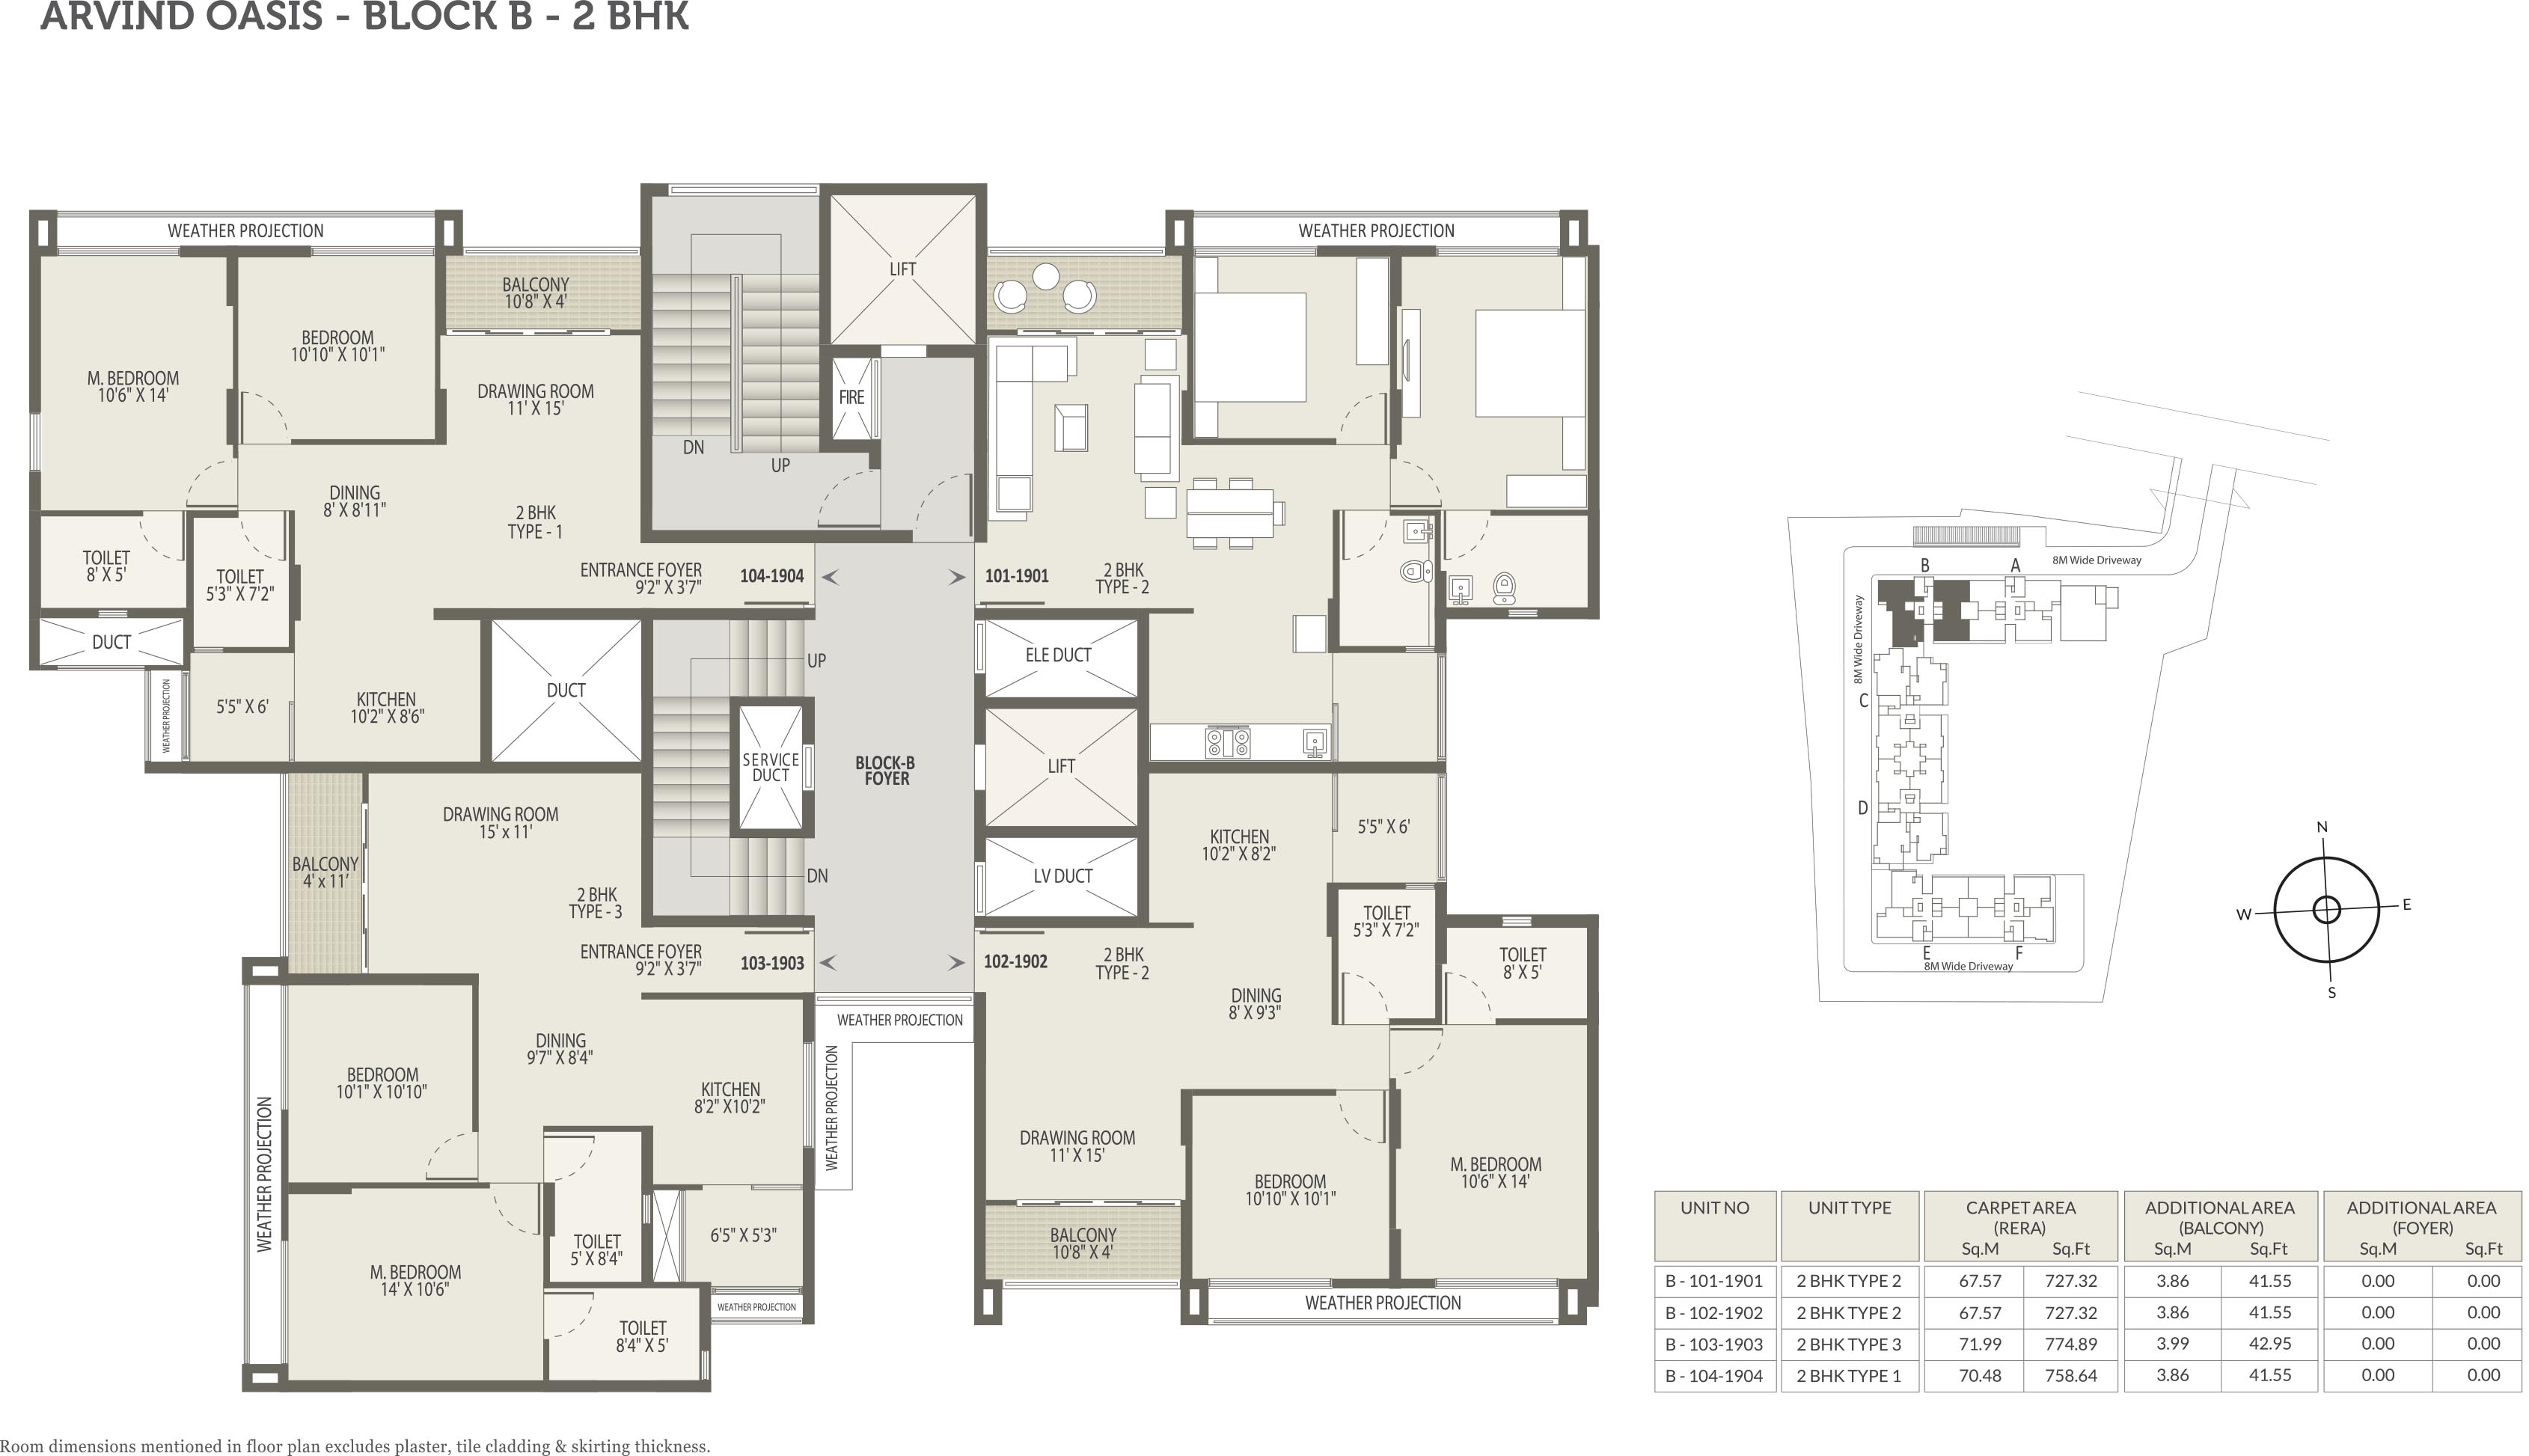 ARVIND OASIS - BLOCK B - 2 BHK
WEATHER PROJECTION
BALCONY
10'8" X 4'
BEDROOM
10'10" X 10'1"
M. BEDROOM
10'6" X 14'
DRAWING ROOM
11' X 15'
DINING
8' X 8'11"
2 BHK
TYPE - 1
TOILET
8' X 5'
TOILET
5'3" X 7'2"
ENTRANCE FOYER
9'2" X 3'7"
104-1904
DUCT
WEATHER PROJECTION
5'5" X 6'
KITCHEN
10'2" X 8'6"
DUCT
LIFT
FIRE
DN
UP
WEATHER PROJECTION
101-1901
2 BHK
TYPE - 2
UP
SERVICE
DUCT
DN
BLOCK-B
FOYER
ELE DUCT
LIFT
LV DUCT
DRAWING ROOM
15' x 11'
BALCONY
4' x 11'
2 BHK
TYPE - 3
ENTRANCE FOYER
9'2" X 3'7"
103-1903
WEATHER PROJECTION
BEDROOM
10'1" X 10'10"
DINING
9'7" X 8'4"
KITCHEN
8'2" X10'2"
M. BEDROOM
14' X 10'6"
TOILET
5' X 8'4"
6'5" X 5'3"
WEATHER PROJECTION
TOILET
8'4" X 5'
WEATHER PROJECTION
WEATHER PROJECTION
KITCHEN
10'2" X 8'2"
5'5" X 6'
TOILET
5'3" X 7'2"
TOILET
8' X 5'
102-1902
2 BHK
TYPE - 2
DINING
8' X 9'3"
DRAWING ROOM
11' X 15'
BEDROOM
10'10" X 10'1"
M. BEDROOM
10'6" X 14'
BALCONY
10'8" X 4'
WEATHER PROJECTION
8M Wide Driveway
B
A
8M Wide Driveway
C
D
E
F
8M Wide Driveway
N
W
E
S
UNIT NO UNIT TYPE CARPET AREA ADDITIONAL AREA ADDITIONAL AREA
(RERA) (BALCONY) (FOYER)
Sq.M Sq.Ft Sq.M Sq.Ft Sq.M Sq.Ft
B - 101-1901 2 BHK TYPE 2 67.57 727.32 3.86 41.55 0.00 0.00
B - 102-1902 2 BHK TYPE 2 67.57 727.32 3.86 41.55 0.00 0.00
B - 103-1903 2 BHK TYPE 3 71.99 774.89 3.99 42.95 0.00 0.00
B - 104-1904 2 BHK TYPE 1 70.48 758.64 3.86 41.55 0.00 0.00
Room dimensions mentioned in floor plan excludes plaster, tile cladding & skirting thickness.